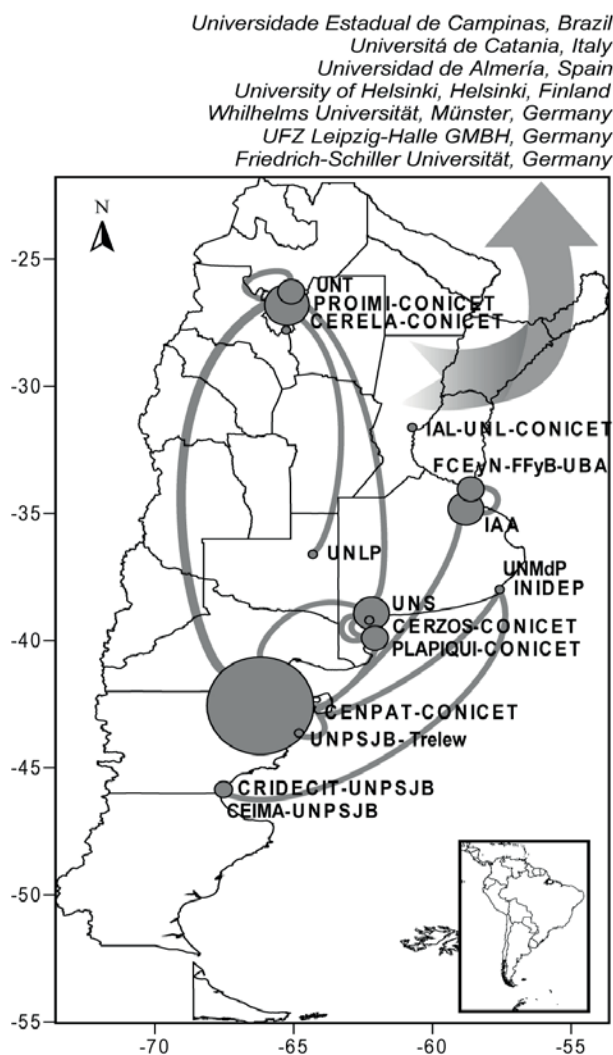 Universidade Estadual de Campinas, Brazil
Universitá de Catania, Italy
Universidad de Almería, Spain
University of Helsinki, Helsinki, Finland
Whilhelms Universität, Münster, Germany
UFZ Leipzig-Halle GMBH, Germany
Friedrich-Schiller Universität, Germany
N
-25
UNT
PROIMI-CONICET
CERELA-CONICET
-30
IAL-UNL-CONICET
FCEyN-FFyB-UBA
-35
IAA
UNLP
UNMdP
INIDEP
UNS
CERZOS-CONICET
-40
PLAPIQUI-CONICET
CENPAT-CONICET
UNPSJB-Trelew
-45
CRIDECIT-UNPSJB
CEIMA-UNPSJB
-50
-55
-70 -65 -60 -55